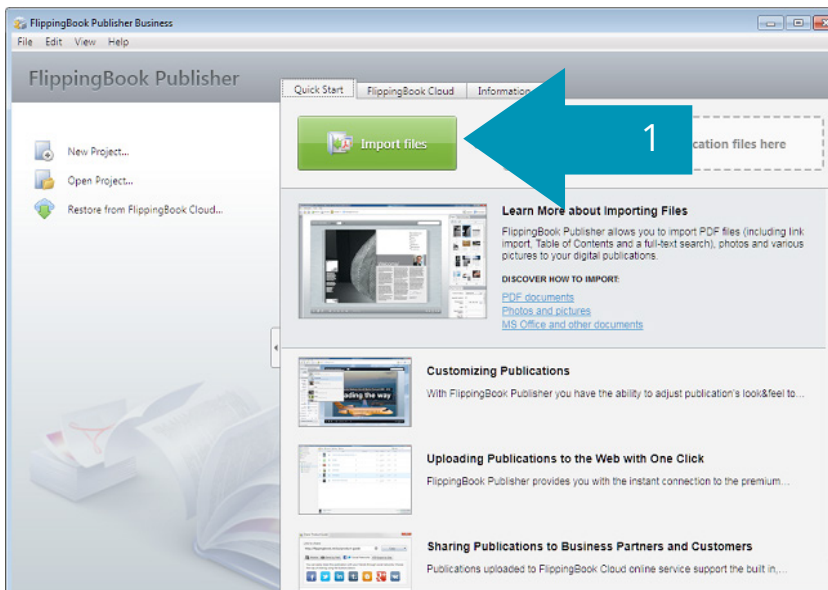 FlippingBook Publisher Business
File Edit View Help
FlippingBook Publisher
Quick Start FlippingBook Cloud Information
New Project...
Open Project...
Restore from FlippingBook Cloud...
Import files
1
cation files here
Learn More about Importing Files
FlippingBook Publisher allows you to import PDF files (including link
import, Table of Contents and a full-text search), photos and various
pictures to your digital publications.
DISCOVER HOW TO IMPORT:
PDF documents
Photos and pictures
MS Office and other documents
Customizing Publications
With FlippingBook Publisher you have the ability to adjust publication's look&feel to...
ading the way
Uploading Publications to the Web with One Click
FlippingBook Publisher provides you with the instant connection to the premium...
Sharing Publications to Business Partners and Customers
Publications uploaded to FlippingBook Cloud online service support the built in,...